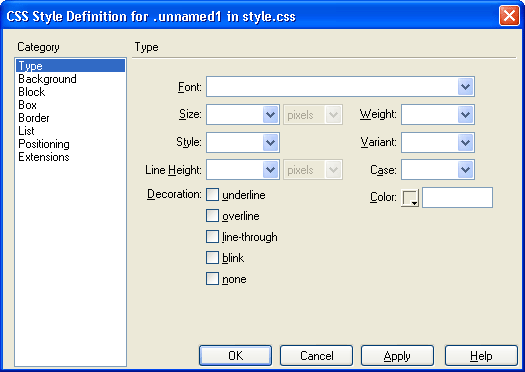 CSS Style Definition for .unnamed1 in style.css
Category
Type
Background
Block
Box
Border
List
Positioning
Extensions
Type
Font:
Size: pixels Weight:
Style: Variant:
Line Height: pixels Case:
Decoration: underline Color:
overline
line-through
blink
none
OK Cancel Apply Help